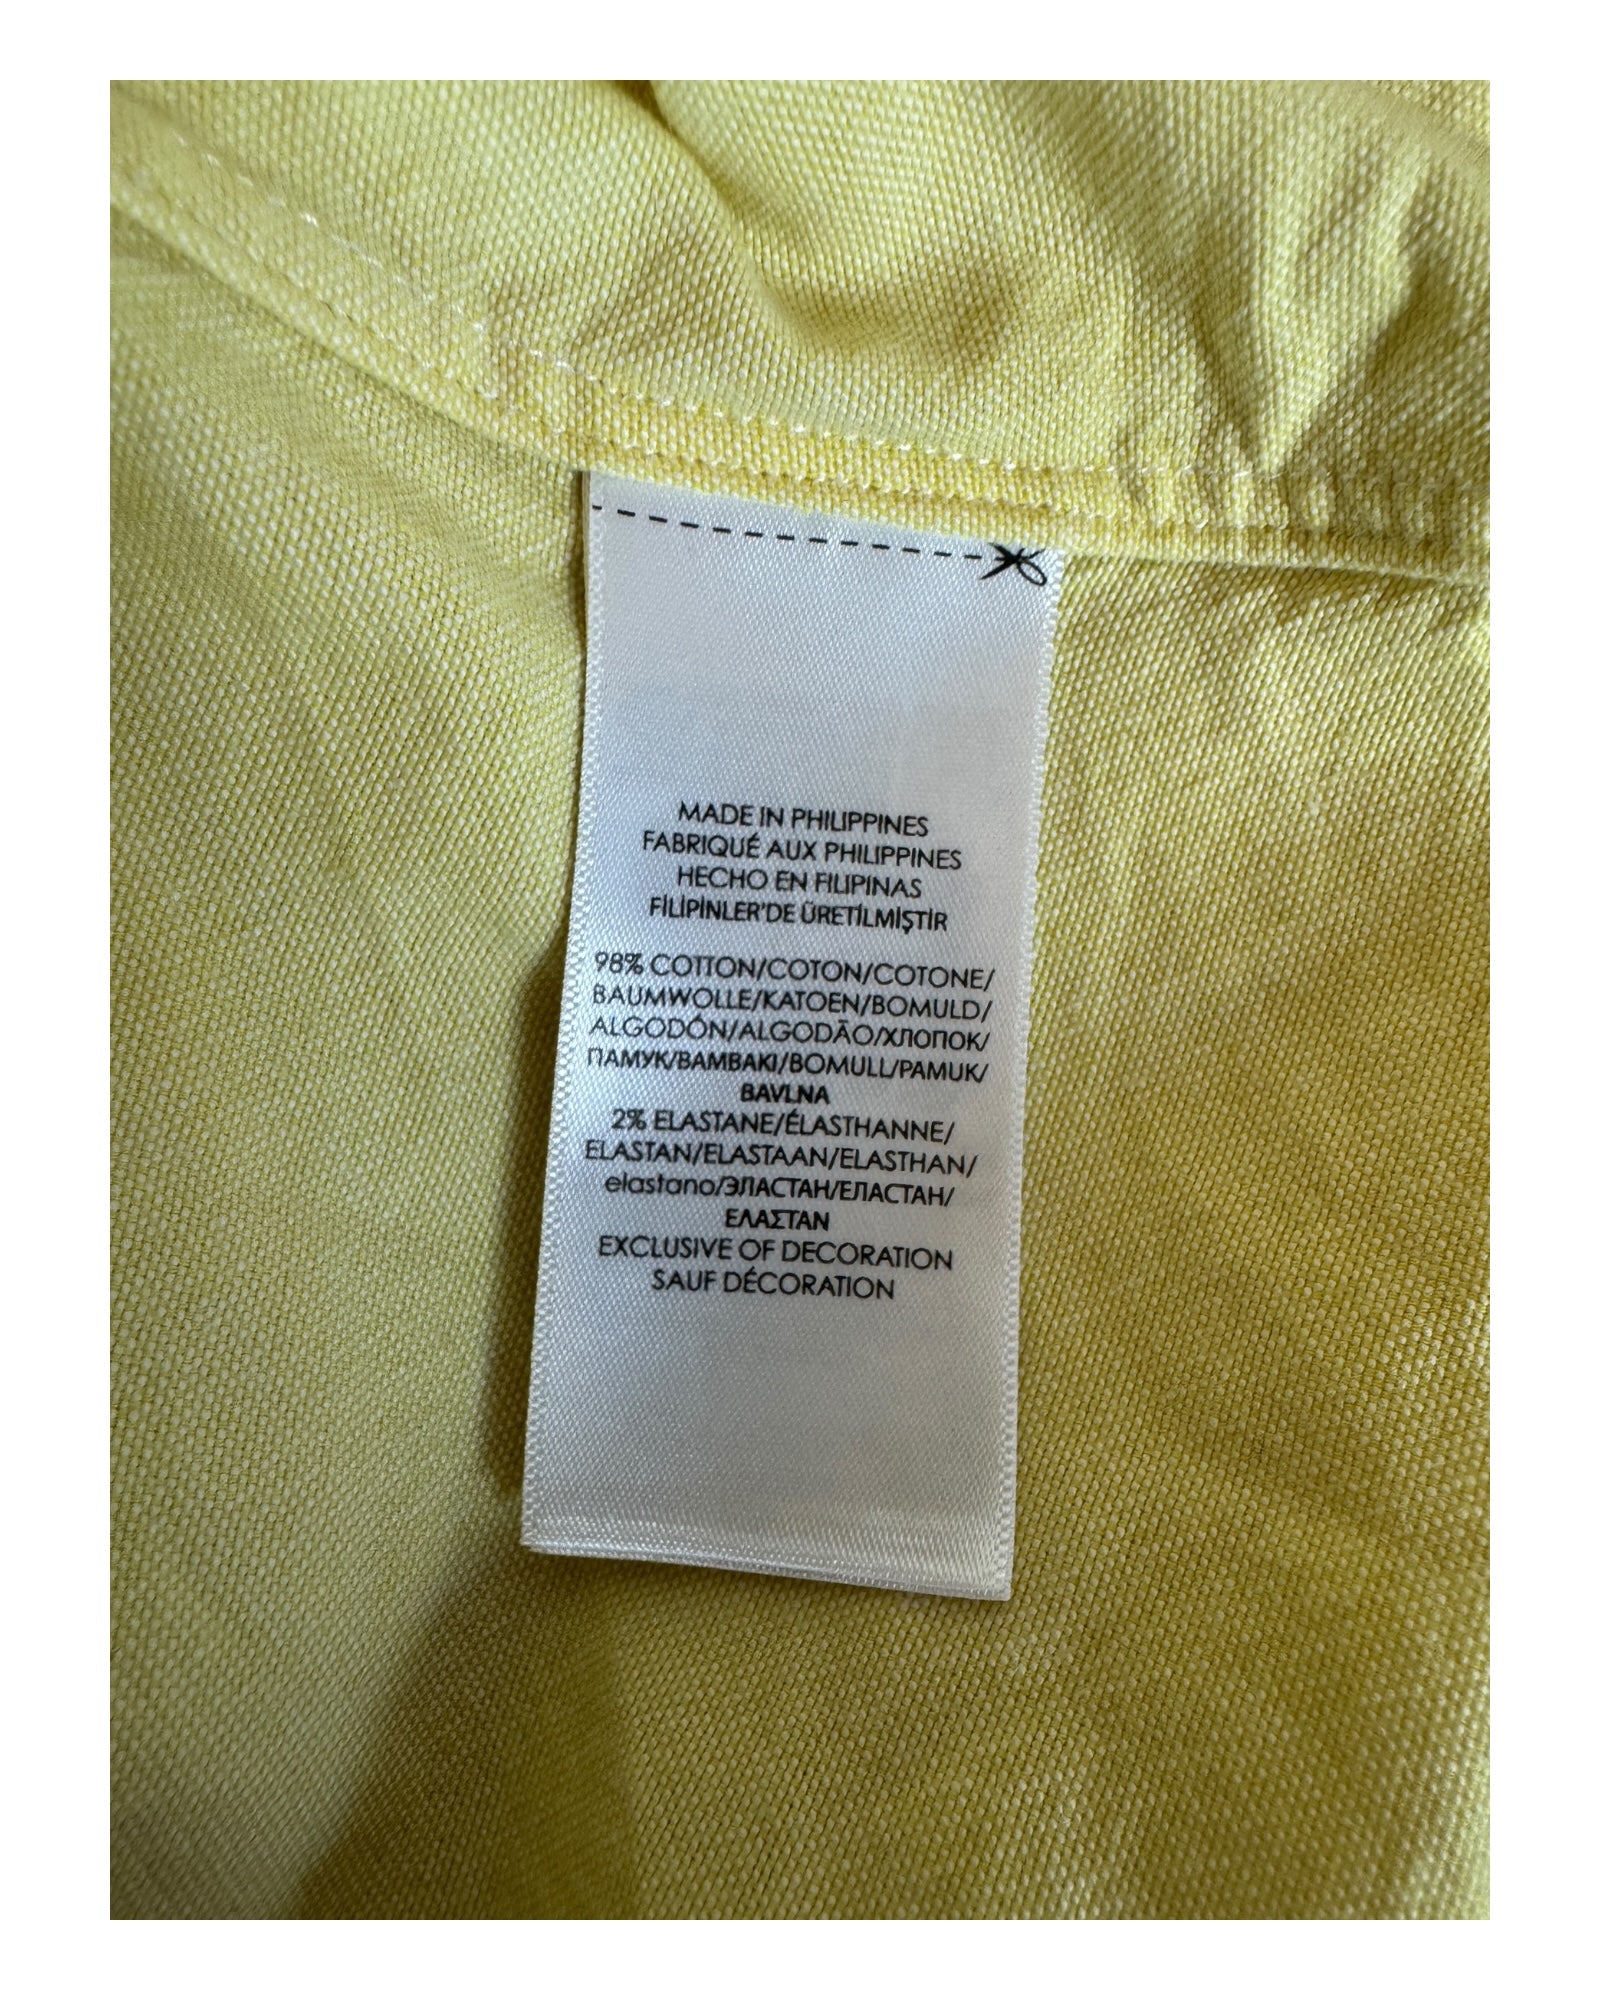 MADE IN PHILIPPINES
FABRIQUÉ AUX PHILIPPINES
HECHO EN FILIPINAS
FİLİPİNLER'DE ÜRETİLMİŞTİR
98% COTTON/COTON/COTONE/
BAUMWOLLE/KATOEN/BOMULD/
ALGODÓN/ALGODÃO/ХЛОПОК/
ПАМУК/ΒΑΜΒΑΚΙ/BOMULL/PAMUK/
BAVLNA
2% ELASTANE/ÉLASTHANNE/
ELASTAN/ELASTAAN/ELASTHAN/
elastano/ЭЛАСТАН/ЕЛАСТАН/
ΕΛΑΣΤΑΝ
EXCLUSIVE OF DECORATION
SAUF DÉCORATION